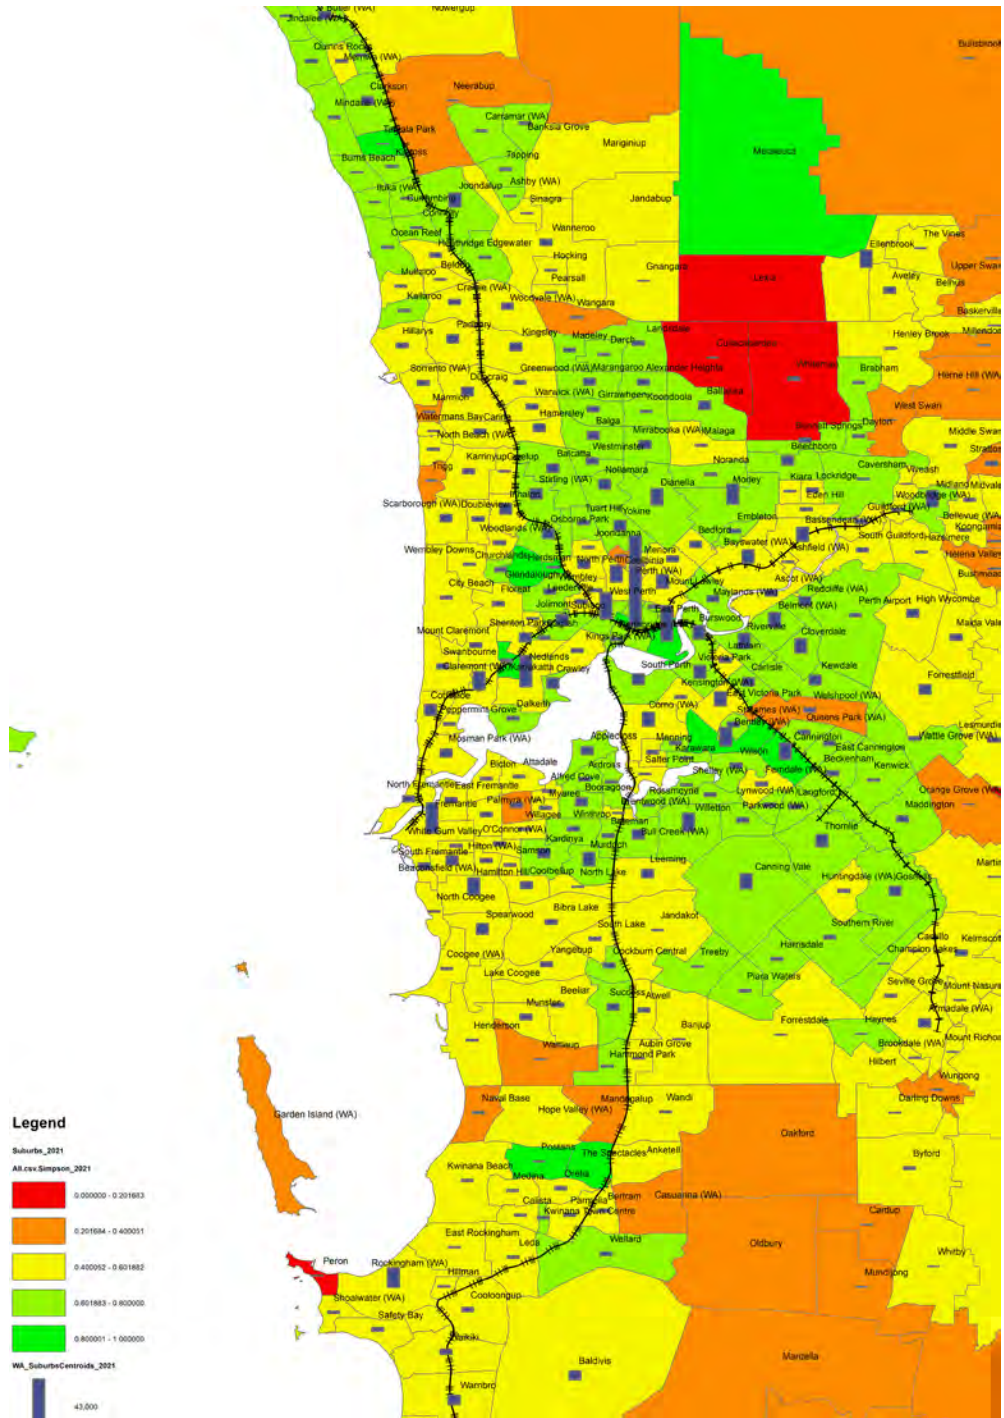 Butler (WA)
Nowergup
Jindalee (WA)
Quinns Rocks
Merriwa (WA)
Bullsbrook
Clarkson
Neerabup
Mindarie (WA)
Carramar (WA)
Tamala Park
Banksia Grove
Mariginiup
Kinross
Melaleuca
Burns Beach
Tapping
Iluka (WA)
Joondalup
Ashby (WA)
Currambine
Sinagra
Jandabup
Connolly
Wanneroo
Ocean Reef
The Vines
Heathridge Edgewater
Ellenbrook
Hocking
Beldon
Gnangara
Upper Swan
Mullaloo
Pearsall
Lexia
Aveley
Belhus
Craigie (WA)
Kallaroo
Woodvale (WA)
Wangara
Baskerville
Padbury
Landsdale
Hillarys
Kingsley
Madeley
Henley Brook
Millendon
Darch
Cullacabardee
Sorrento (WA)
Greenwood (WA)
Marangaroo Alexander Heights
Whiteman
Brabham
Herne Hill (WA)
Duncraig
Marmion
Warwick (WA)
Girrawheen
Koondoola
Ballajura
West Swan
Watermans Bay
Carine
Hamersley
Balga
North Beach (WA)
Mirrabooka (WA)
Malaga
Bennett Springs
Dayton
Middle Swan
Westminster
Beechboro
Stratton
Karrinyup
Gwelup
Balcatta
Noranda
Trigg
Nollamara
Caversham
Viveash
Stirling (WA)
Dianella
Morley
Kiara
Lockridge
Midland
Midvale
Innaloo
Eden Hill
Woodbridge (WA)
Scarborough (WA)
Doubleview
Tuart Hill
Yokine
Guildford (WA)
Bellevue (WA)
Osborne Park
Embleton
Bassendean (WA)
Koongamia
Woodlands (WA)
Joondanna
Bedford
South Guildford
Hazelmere
Wembley Downs
Menora
Bayswater (WA)
Ashfield (WA)
Helena Valley
Churchlands
Herdsman
North Perth
Coolbinia
Glendalough
Wembley
Perth (WA)
Bushmead
City Beach
Mount Lawley
Ascot (WA)
Floreat
Leederville
West Perth
Maylands (WA)
Redcliffe (WA)
High Wycombe
Jolimont
Subiaco
East Perth
Belmont (WA)
Perth Airport
Shenton Park
Burswood
Rivervale
Maida Vale
Mount Claremont
Kings Park (WA)
Cloverdale
Swanbourne
Lathlain
Nedlands
South Perth
Victoria Park
Claremont (WA)
Karrakatta
Crawley
Carlisle
Kewdale
Forrestfield
Kensington (WA)
Cottesloe
East Victoria Park
Welshpool (WA)
Dalkeith
Peppermint Grove
Como (WA)
St James (WA)
Queens Park (WA)
Lesmurdie
Bentley (WA)
Mosman Park (WA)
Applecross
Manning
Cannington
Wattle Grove (WA)
Karawara
Wilson
East Cannington
Salter Point
Beckenham
Bicton
Attadale
Ardross
Shelley (WA)
Ferndale (WA)
Kenwick
North Fremantle
East Fremantle
Alfred Cove
Booragoon
Rossmoyne
Lynwood (WA)
Langford
Orange Grove (WA)
Fremantle
Palmyra (WA)
Myaree
Brentwood (WA)
Willetton
Parkwood (WA)
Maddington
Willagee
Winthrop
Bateman
White Gum Valley
O'Connor (WA)
Bull Creek (WA)
Thornlie
Kardinya
South Fremantle
Hilton (WA)
Samson
Murdoch
Beaconsfield (WA)
Leeming
Martin
Hamilton Hill
Coolbellup
North Lake
Canning Vale
Huntingdale (WA)
Gosnells
North Coogee
Bibra Lake
Jandakot
Spearwood
South Lake
Southern River
Camillo
Kelmscott
Coogee (WA)
Yangebup
Cockburn Central
Harrisdale
Champion Lakes
Treeby
Lake Coogee
Piara Waters
Seville Grove
Mount Nasura
Beeliar
Success
Munster
Atwell
Armadale (WA)
Banjup
Forrestdale
Haynes
Henderson
Mount Richon
Wattleup
Aubin Grove
Brookdale (WA)
Hammond Park
Hilbert
Wungong
Naval Base
Mandogalup
Wandi
Darling Downs
Garden Island (WA)
Hope Valley (WA)
Oakford
Postans
The Spectacles
Anketell
Byford
Kwinana Beach
Medina
Orelia
Bertram
Casuarina (WA)
Calista
Parmelia
Cardup
Kwinana Town Centre
East Rockingham
Leda
Wellard
Oldbury
Whitby
Peron
Rockingham (WA)
Mundijong
Hillman
Shoalwater (WA)
Cooloongup
Safety Bay
Waikiki
Mardella
Baldivis
Warnbro
Legend
Suburbs_2021
All.csv.Simpson_2021
0.000000 - 0.201683
0.201684 - 0.400051
0.400052 - 0.601682
0.601683 - 0.800000
0.800001 - 1.000000
WA_SuburbsCentroids_2021
43,000